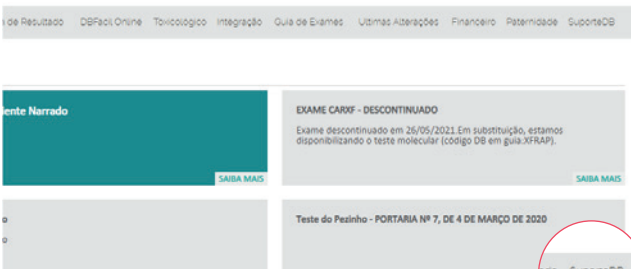 de Resultado DBFacil Online Toxicologico Integração Guia de Exames Ultimas Alterações Financeiro Paternidade SuporteDB
iente Narrado
SAIBA MAIS
EXAME CARXF - DESCONTINUADO
Exame descontinuado em 26/05/2021.Em substituição, estamos
disponibilizando o teste molecular (código DB em guia:XFRAP).
SAIBA MAIS
o
o
Teste do Pezinho - PORTARIA Nº 7, DE 4 DE MARÇO DE 2020